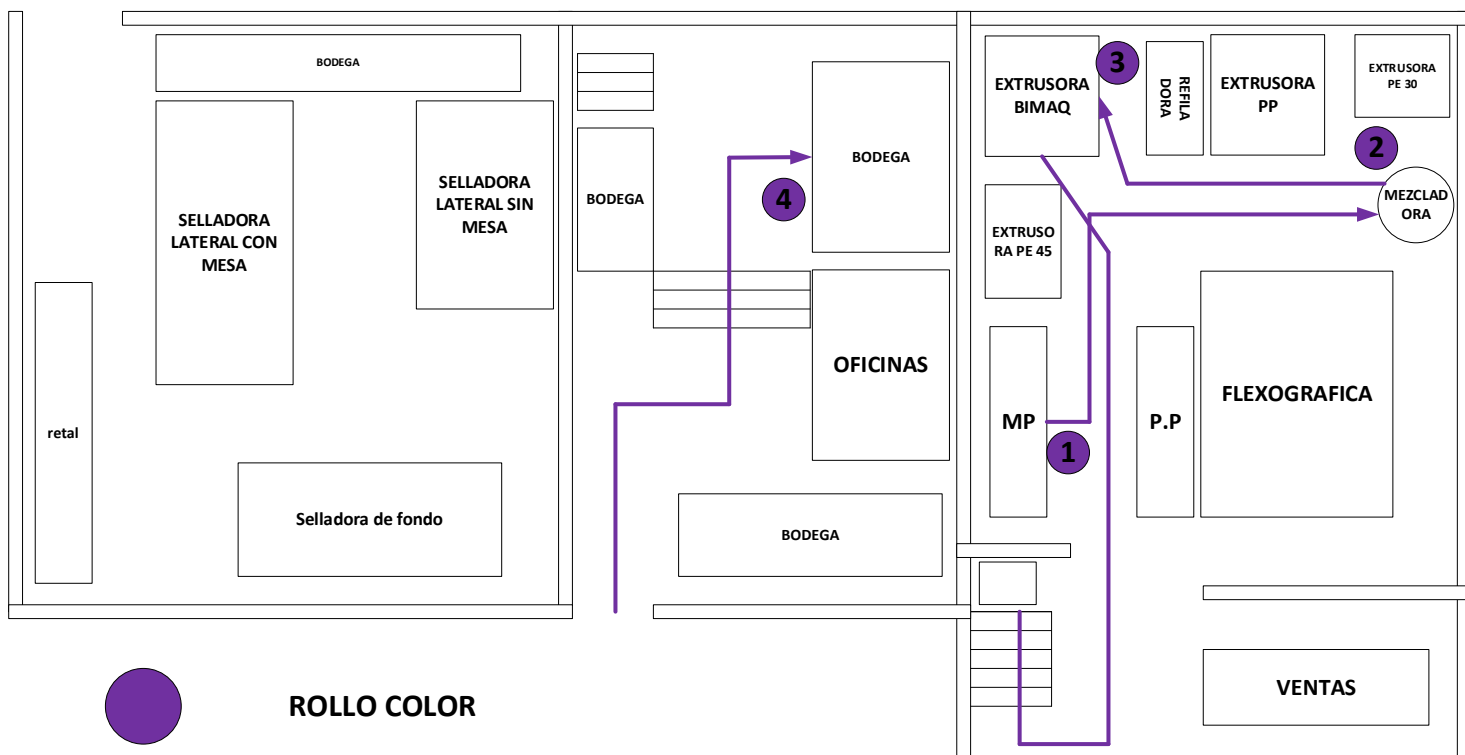 BODEGA
SELLADORA
LATERAL CON
MESA
SELLADORA
LATERAL SIN
MESA
retal
Selladora de fondo
BODEGA
BODEGA
4
OFICINAS
BODEGA
EXTRUSORA
BIMAQ
3
REFILA
DORA
EXTRUSORA
PP
EXTRUSORA
PE 30
2
MEZCLAD
ORA
EXTRUSO
RA PE 45
MP
1
P.P
FLEXOGRAFICA
VENTAS
ROLLO COLOR